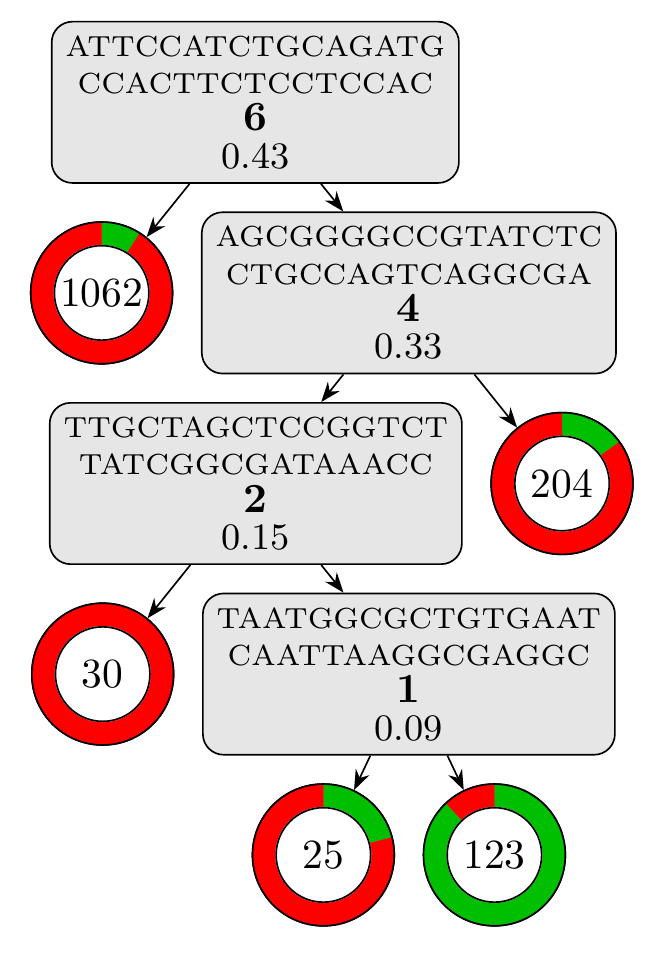 ATTCCATCTGCAGATG
CCACTTCTCCTCCAC
6
0.43
1062
AGCGGGGCCGTATCTC
CTGCCAGTCAGGCGA
4
0.33
TTGCTAGCTCCGGTCT
TATCGGCGATAAACC
2
0.15
204
30
TAATGGCGCTGTGAAT
CAATTAAGGCGAGGC
1
0.09
25
123